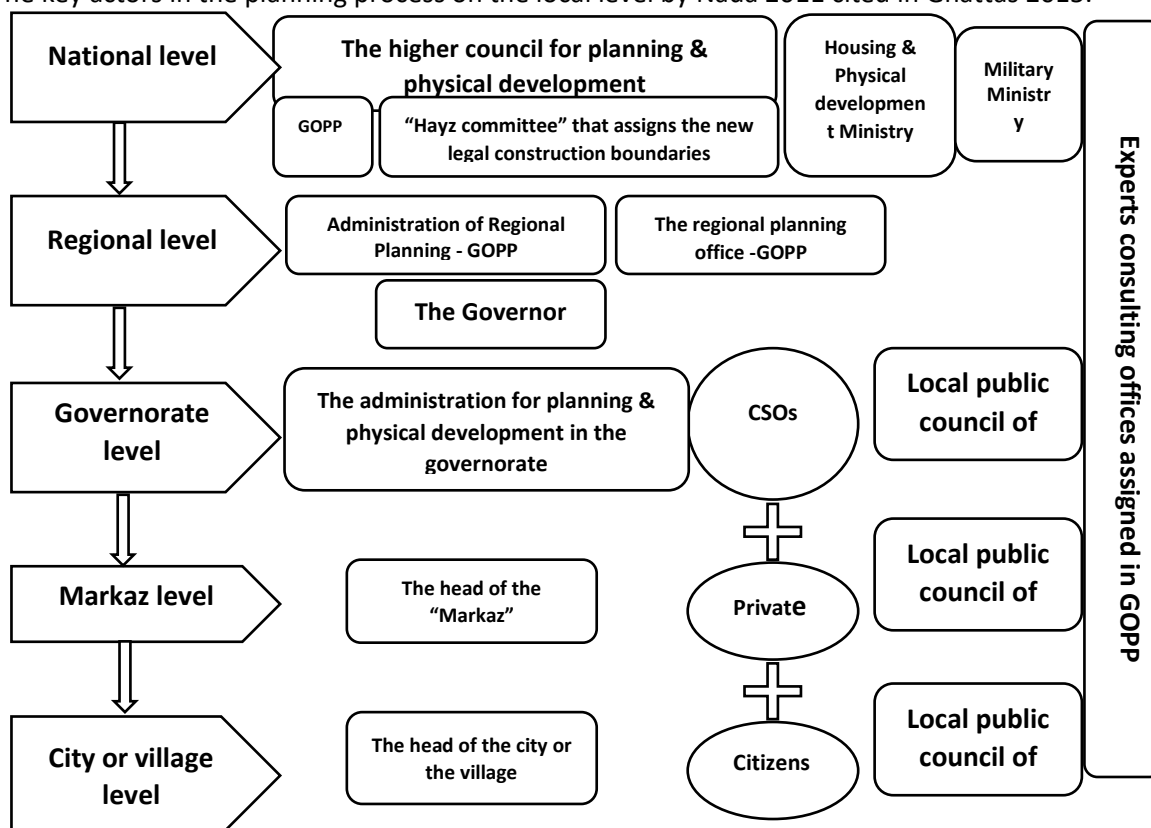 key actors in the planning process on the local level by Nada cited in Ghattas
National level
The higher council for planning &
physical development
GOPP
“Hayz committee” that assigns the new
legal construction boundaries
Housing &
Physical
developmen
t Ministry
Military
Ministr
y
Experts consulting offices assigned in GOPP
Regional level
Administration of Regional
Planning - GOPP
The regional planning
office -GOPP
The Governor
Governorate
level
The administration for planning &
physical development in the
governorate
CSOs
Local public
council of
Markaz level
The head of the
“Markaz”
Private
Local public
council of
City or village
level
The head of the city or
the village
Citizens
Local public
council of